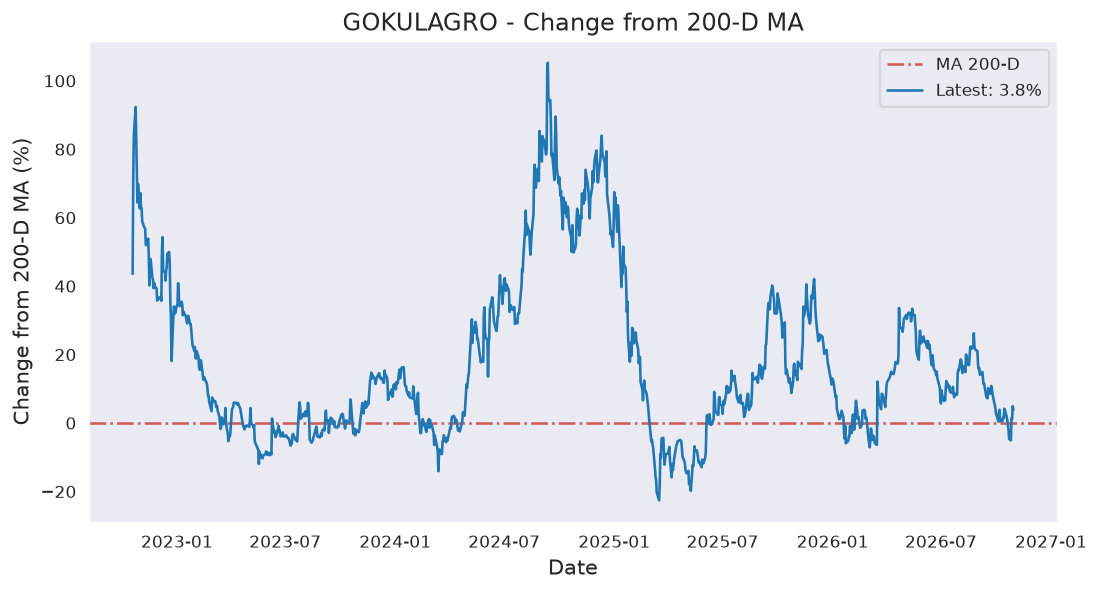 GOKULAGRO - Change from 200-D MA
MA 200-D
Latest: 3.8%
Change from 200-D MA (%)
100
80
60
40
20
0
−20
2023-01 2023-07 2024-01 2024-07 2025-01 2025-07 2026-01 2026-07 2027-01
Date